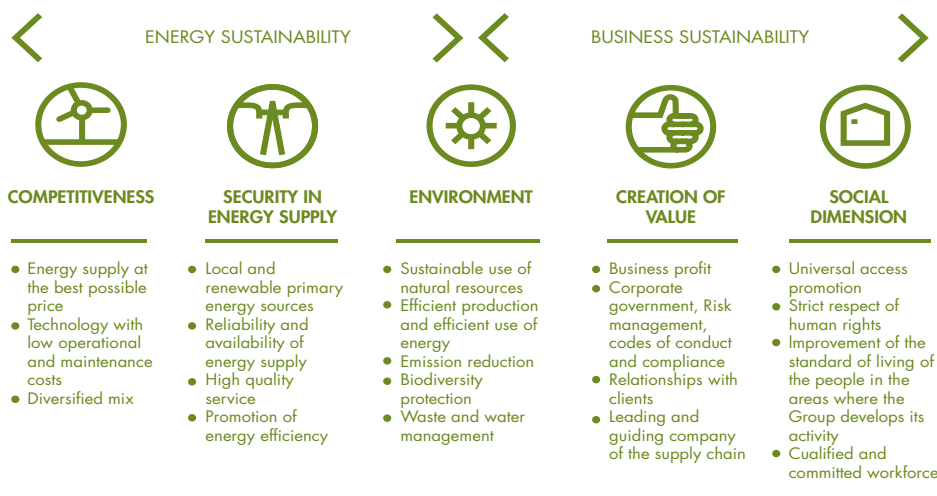 ENERGY SUSTAINABILITY
BUSINESS SUSTAINABILITY
COMPETITIVENESS
Energy supply at
the best possible
price
Technology with
low operational
and maintenance
costs
Diversified mix
SECURITY IN
ENERGY SUPPLY
Local and
renewable primary
energy sources
Reliability and
availability of
energy supply
High quality
service
Promotion of
energy efficiency
ENVIRONMENT
Sustainable use of
natural resources
Efficient production
and efficient use of
energy
Emission reduction
Biodiversity
protection
Waste and water
management
CREATION OF
VALUE
Business profit
Corporate
government, Risk
management,
codes of conduct
and compliance
Relationships with
clients
Leading and
guiding company
of the supply chain
SOCIAL
DIMENSION
Universal access
promotion
Strict respect of
human rights
Improvement of the
standard of living of
the people in the
areas where the
Group develops its
activity
Cualified and
committed workforce